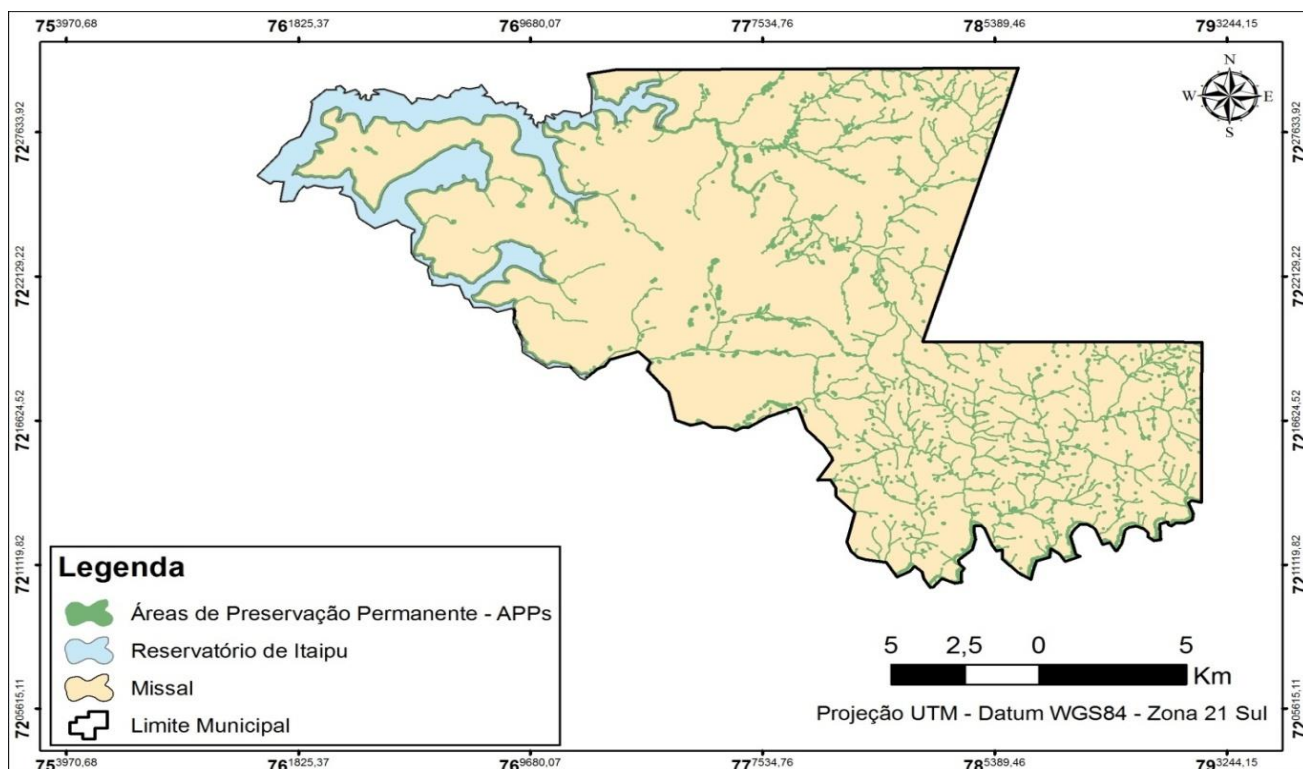 753970,68 761825,37 769680,07 777534,76 785389,46 793244,15
N
W E
S
7227633,92 7227633,92
7222129,22 7222129,22
7216624,52 7216624,52
7211119,82 7211119,82
7205615,11 7205615,11
Legenda
Áreas de Preservação Permanente - APPs
Reservatório de Itaipu
Missal
Limite Municipal
5 2,5 0 5
Km
Projeção UTM - Datum WGS84 - Zona 21 Sul
753970,68 761825,37 769680,07 777534,76 785389,46 793244,15